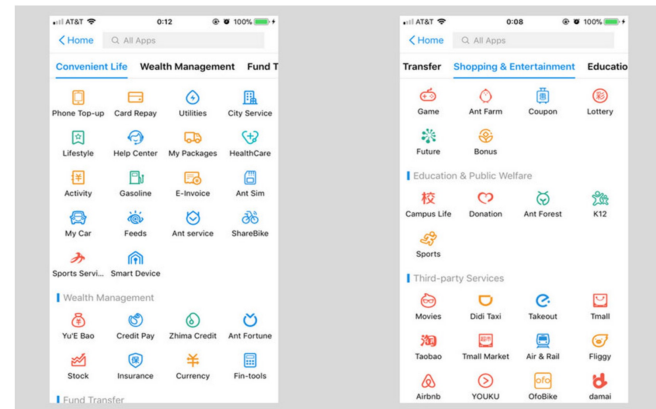 AT&T 0:12 100%
Home All Apps
Convenient Life Wealth Management Fund T
Phone Top-up Card Repay Utilities City Service
Lifestyle Help Center My Packages HealthCare
Activity Gasoline E-Invoice Ant Sim
My Car Feeds Ant service ShareBike
Sports Servi... Smart Device
Wealth Management
Yu'E Bao Credit Pay Zhima Credit Ant Fortune
Stock Insurance Currency Fin-tools
Fund Transfer
AT&T 0:08 100%
Home All Apps
Transfer Shopping & Entertainment Educatio
Game Ant Farm Coupon Lottery
Future Bonus
Education & Public Welfare
校
Campus Life Donation Ant Forest K12
Sports
Third-party Services
Movies Didi Taxi Takeout Tmall
淘
Taobao Tmall Market Air & Rail Fliggy
ofo
Airbnb YOUKU OfoBike damai